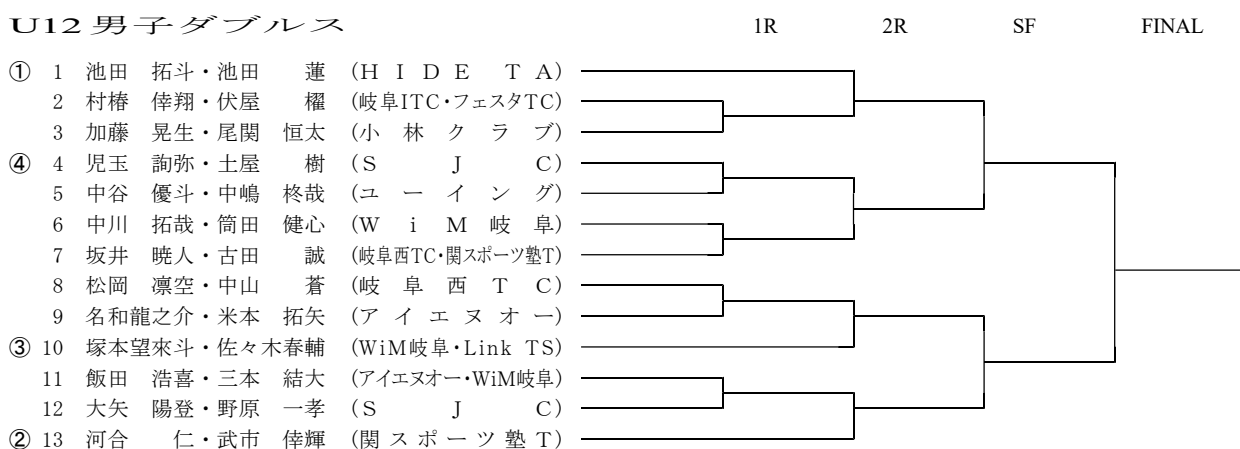 U12男子ダブルス 1R 2R SF FINAL
① 1 池田 拓斗・池田 蓮 (HIDE TA)
2 村椿 倖翔・伏屋 櫂 (岐阜ITC・フェスタTC)
3 加藤 晃生・尾関 恒太 (小林クラブ)
④ 4 児玉 詢弥・土屋 樹 (SJC)
5 中谷 優斗・中嶋 柊哉 (ユーイング)
6 中川 拓哉・筒田 健心 (WiM岐阜)
7 坂井 暁人・古田 誠 (岐阜西TC・関スポーツ塾T)
8 松岡 凛空・中山 蒼 (岐阜西TC)
9 名和龍之介・米本 拓矢 (アイエヌオー)
③ 10 塚本望來斗・佐々木春輔 (WiM岐阜・Link TS)
11 飯田 浩喜・三本 結大 (アイエヌオー・WiM岐阜)
12 大矢 陽登・野原 一孝 (SJC)
② 13 河合 仁・武市 倖輝 (関スポーツ塾T)